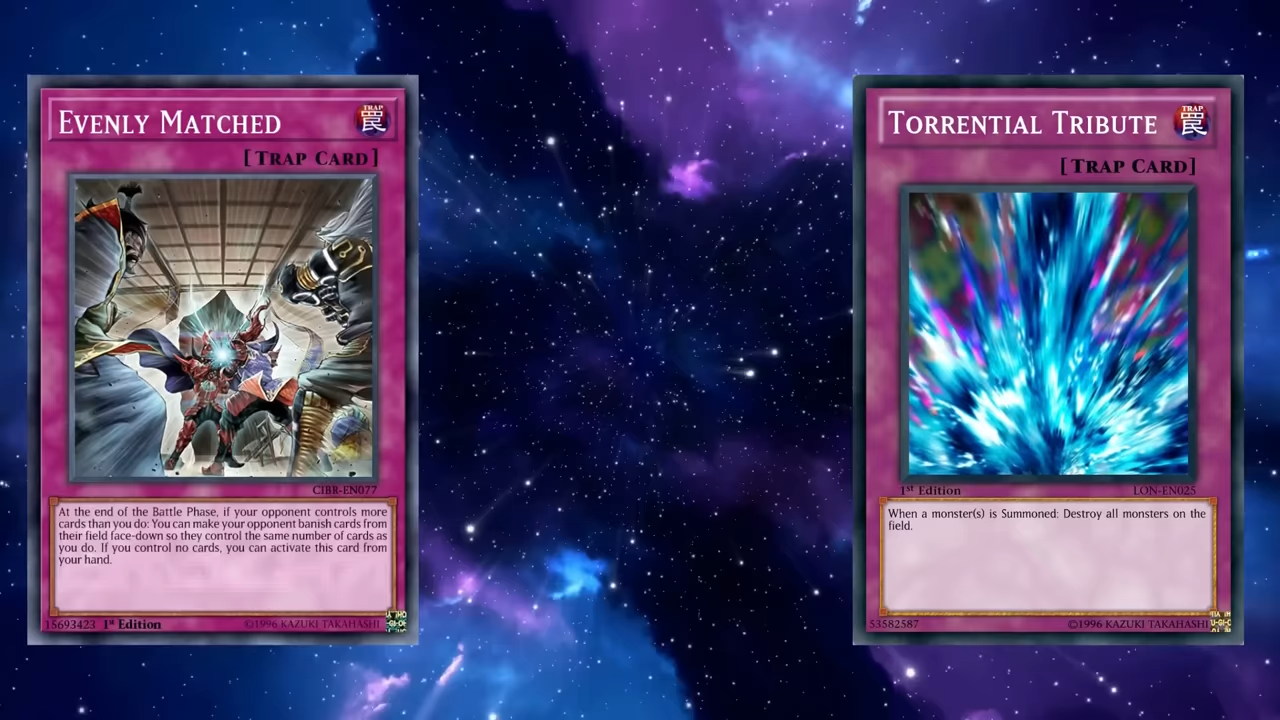 EVENLY MATCHED
TRAP
罠
[TRAP CARD]
CIBR-EN077
At the end of the Battle Phase, if your opponent controls more
cards than you do: You can make your opponent banish cards from
their field face-down so they control the same number of cards as
you do. If you control no cards, you can activate this card from
your hand.
15693423 1st Edition ©1996 KAZUKI TAKAHASHI
TORRENTIAL TRIBUTE
TRAP
罠
[TRAP CARD]
1st Edition LON-EN025
When a monster(s) is Summoned: Destroy all monsters on the
field.
53582587 ©1996 KAZUKI TAKAHASHI